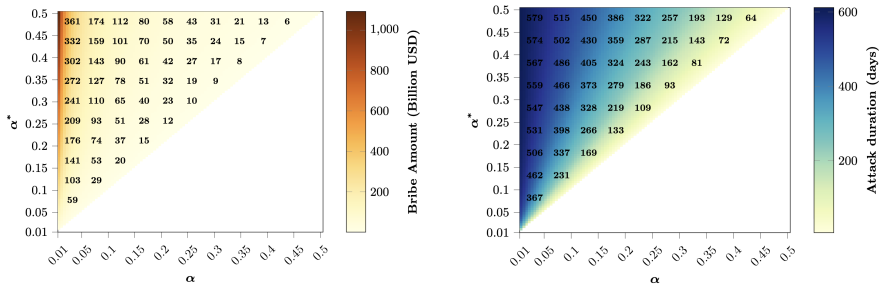 0.5
0.45
0.4
0.35
0.3
0.25
0.2
0.15
0.1
0.05
0.01
α*
361 174 112 80 58 43 31 21 13 6
332 159 101 70 50 35 24 15 7
302 143 90 61 42 27 17 8
272 127 78 51 32 19 9
241 110 65 40 23 10
209 93 51 28 12
176 74 37 15
141 53 20
103 29
59
0.01 0.05 0.1 0.15 0.2 0.25 0.3 0.35 0.4 0.45 0.5
α
1,000
800
600
400
200
Bribe Amount (Billion USD)
0.5
0.45
0.4
0.35
0.3
0.25
0.2
0.15
0.1
0.05
0.01
α*
579 515 450 386 322 257 193 129 64
574 502 430 359 287 215 143 72
567 486 405 324 243 162 81
559 466 373 279 186 93
547 438 328 219 109
531 398 266 133
506 337 169
462 231
367
0.01 0.05 0.1 0.15 0.2 0.25 0.3 0.35 0.4 0.45 0.5
α
600
400
200
Attack duration (days)